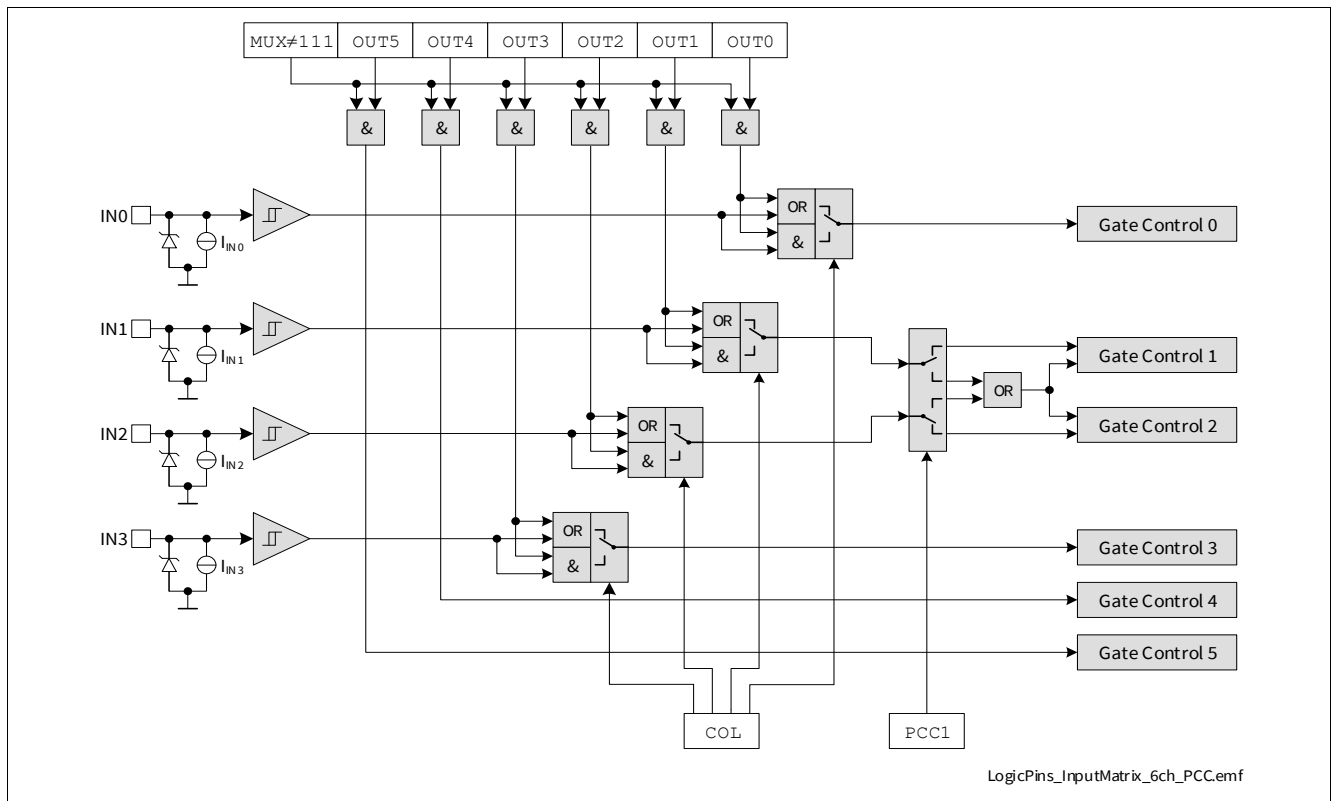 MUX≠111 OUT5 OUT4 OUT3 OUT2 OUT1 OUT0
& & & & & &
IN0
IIN0
OR
&
Gate Control 0
IN1
IIN1
OR
&
Gate Control 1
OR
IN2
IIN2
OR
&
Gate Control 2
IN3
IIN3
OR
&
Gate Control 3
Gate Control 4
Gate Control 5
COL
PCC1
LogicPins_InputMatrix_6ch_PCC.emf